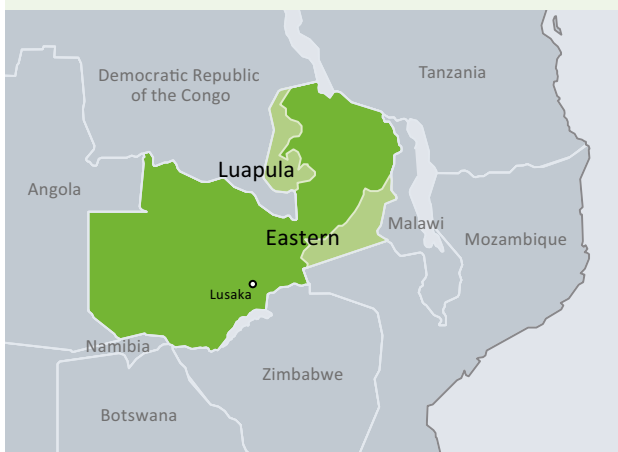 Democratic Republic
of the Congo
Tanzania
Luapula
Angola
Malawi
Eastern
Mozambique
Lusaka
Namibia
Zimbabwe
Botswana